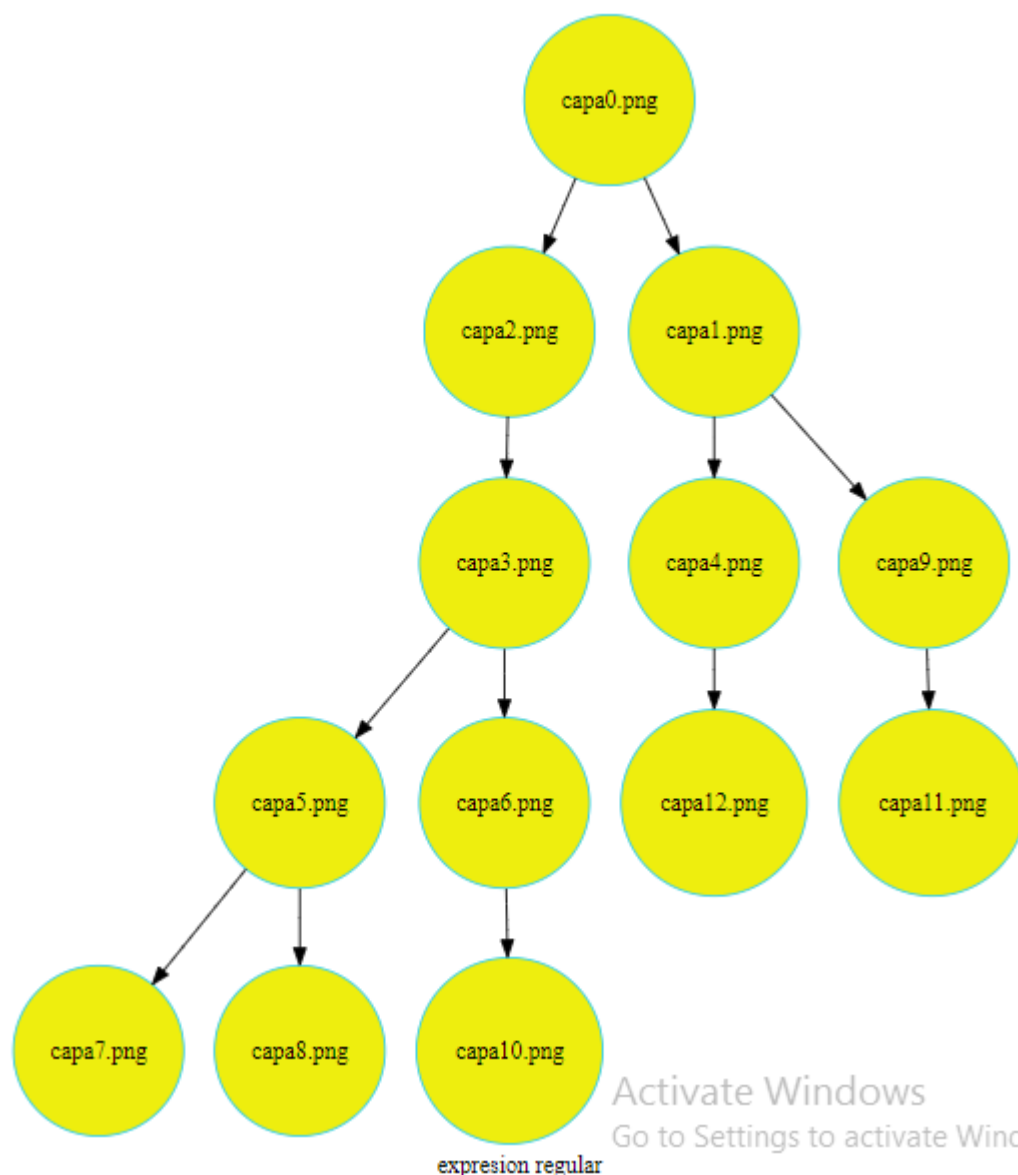 capa0.png
capa2.png
capa1.png
capa3.png
capa4.png
capa9.png
capa5.png
capa6.png
capa12.png
capa11.png
capa7.png
capa8.png
capa10.png
Activate Windows
Go to Settings to activate Wind
expresion regular